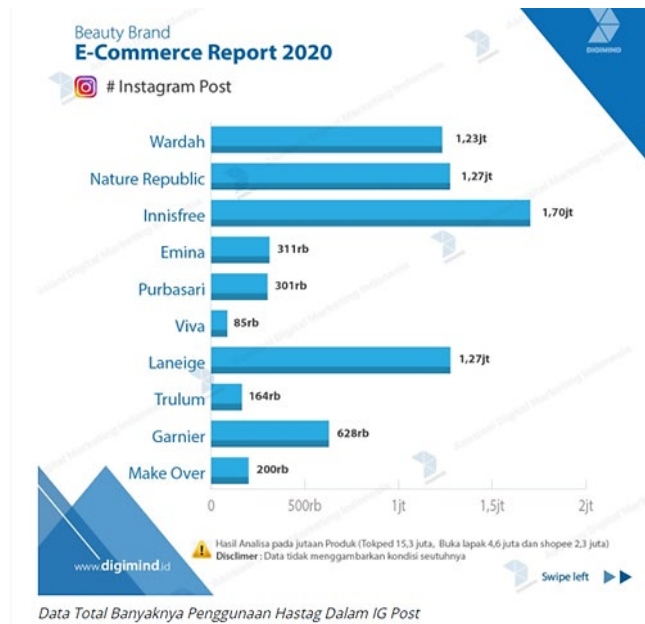 Beauty Brand
E-Commerce Report 2020
DIGIMIND
# Instagram Post
Wardah 1,23jt
Nature Republic 1,27jt
Innisfree 1,70jt
Emina 311rb
Purbasari 301rb
Viva 85rb
Laneige 1,27jt
Trulum 164rb
Garnier 628rb
Make Over 200rb
0 500rb 1jt 1,5jt 2jt
Hasil Analisa pada jutaan Produk (Tokped 15,3 juta, Buka lapak 4,6 juta dan shopee 2,3 juta)
Disclimer : Data tidak menggambarkan kondisi seutuhnya
www.digimind.id
Swipe left
Data Total Banyaknya Penggunaan Hastag Dalam IG Post